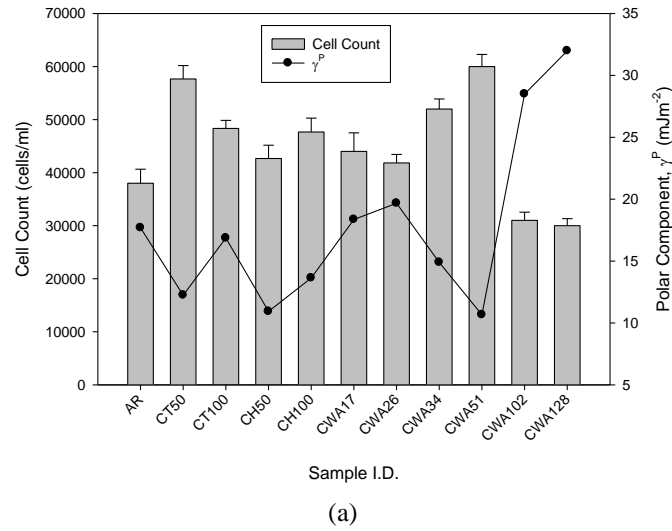 70000
60000
50000
40000
30000
20000
10000
0
Cell Count (cells/ml)
Cell Count
γᴾ
35
30
25
20
15
10
5
Polar Component, γᴾ (mJm⁻²)
AR
CT50
CT100
CH50
CH100
CWA17
CWA26
CWA34
CWA51
CWA102
CWA128
Sample I.D.
(a)